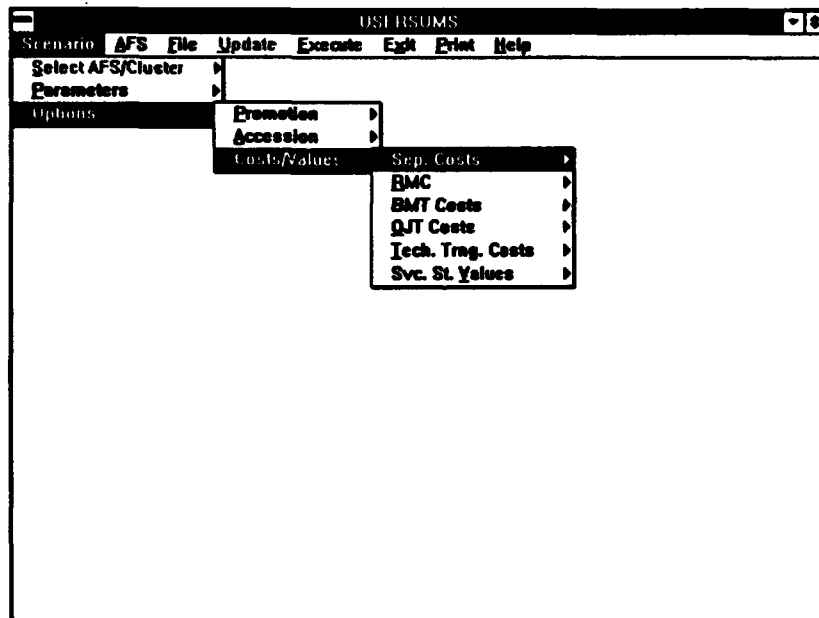 USERSUMS
Scenario AFS File Update Execute Exit Print Help
Select AFS/Cluster
Parameters
Options
Promotion
Accession
Costs/Values
Sep. Costs
RMC
BMT Costs
OJT Costs
Tech. Trng. Costs
Svc. St. Values